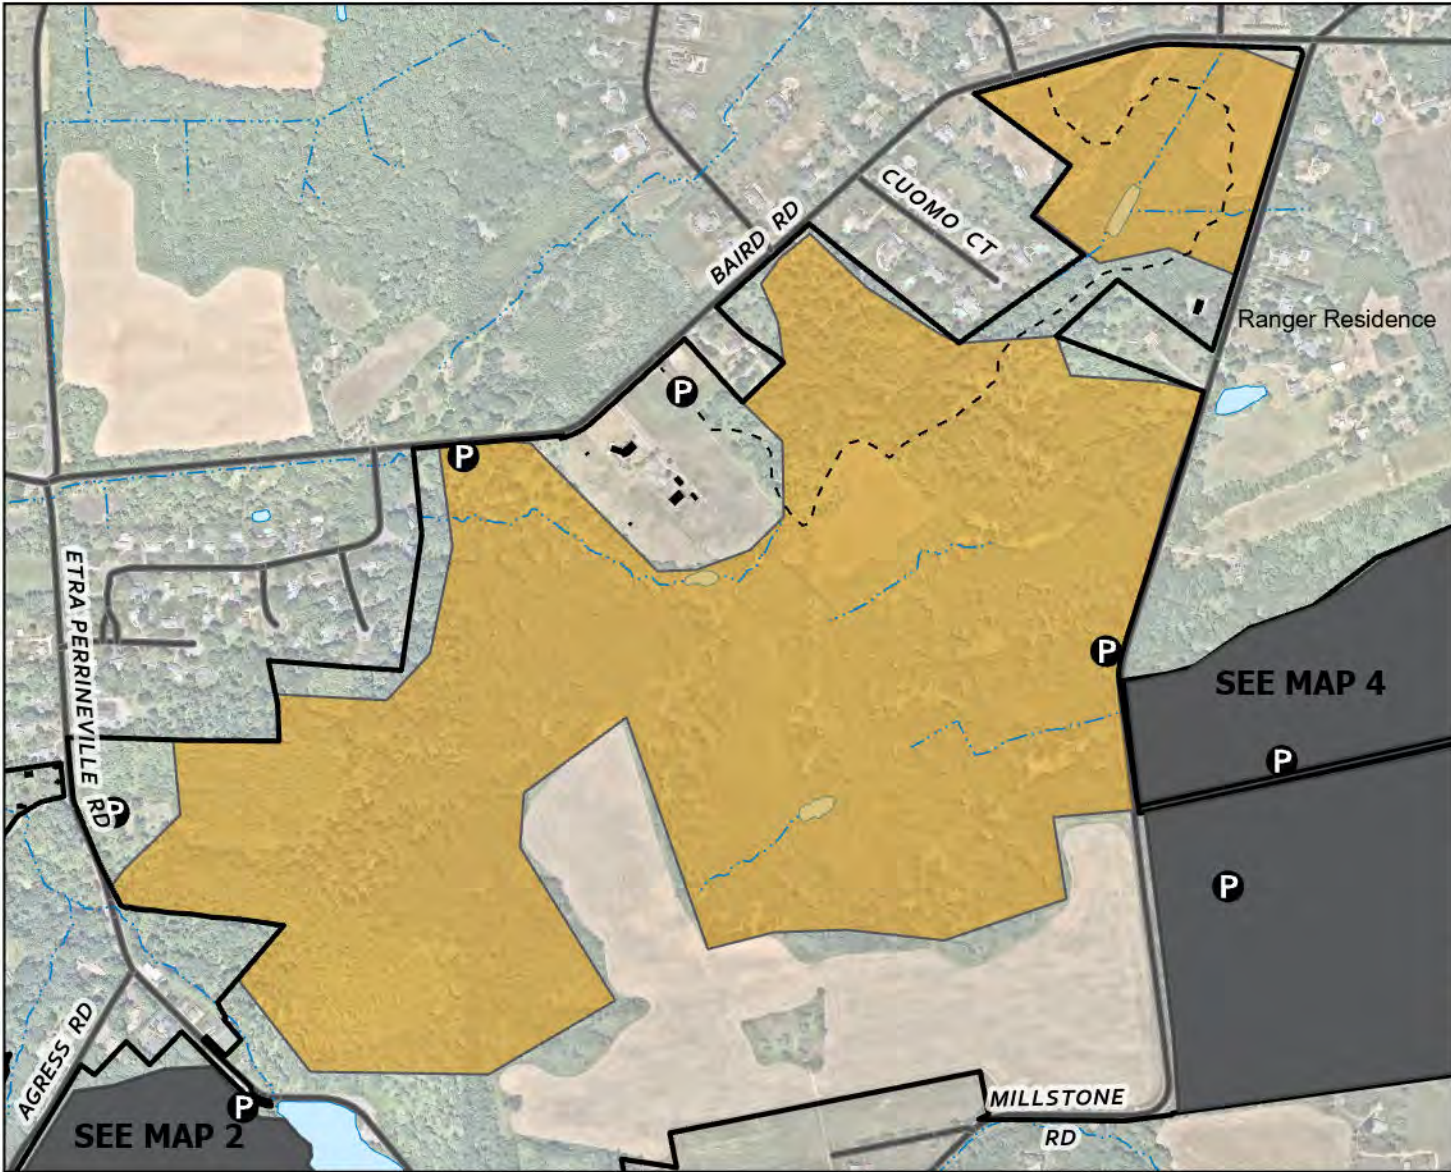 CUOMO CT
BAIRD RD
Ranger Residence
P
P
ETRA PERRINEVILLE RD
P
SEE MAP 4
P
P
P
AGRESS RD
MILLSTONE
RD
P
SEE MAP 2